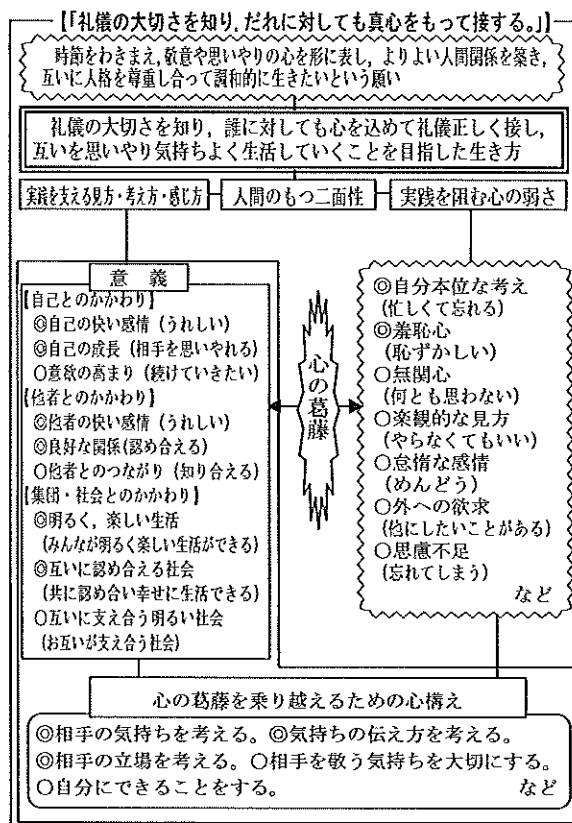 【「礼儀の大切さを知り，だれに対しても真心をもって接する。」】
時節をわきまえ，敬意や思いやりの心を形に表し，よりよい人間関係を築き，
互いに人格を尊重し合って調和的に生きたいという願い
礼儀の大切さを知り，誰に対しても心を込めて礼儀正しく接し，
互いを思いやり気持ちよく生活していくことを目指した生き方
実践を支える見方・考え方・感じ方
人間のもつ二面性
実践を阻む心の弱さ
意義
【自己とのかかわり】
◎自己の快い感情（うれしい）
◎自己の成長（相手を思いやれる）
○意欲の高まり（続けていきたい）
【他者とのかかわり】
◎他者の快い感情（うれしい）
◎良好な関係（認め合える）
○他者とのつながり（知り合える）
【集団・社会とのかかわり】
◎明るく，楽しい生活
（みんなが明るく楽しい生活ができる）
◎互いに認め合える社会
（共に認め合い幸せに生活できる）
○互いに支え合う明るい社会
（お互いが支え合う社会）
心の葛藤
◎自分本位な考え
（忙しくて忘れる）
◎羞恥心
（恥ずかしい）
○無関心
（何とも思わない）
○楽観的な見方
（やらなくてもいい）
○怠惰な感情
（めんどう）
○外への欲求
（他にしたいことがある）
○思慮不足
（忘れてしまう）
など
心の葛藤を乗り越えるための心構え
◎相手の気持ちを考える。◎気持ちの伝え方を考える。
◎相手の立場を考える。○相手を敬う気持ちを大切にする。
○自分にできることをする。 など